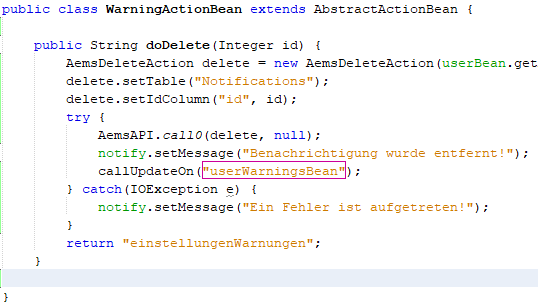 public class WarningActionBean extends AbstractActionBean {
public String doDelete(Integer id) {
AemsDeleteAction delete = new AemsDeleteAction(userBean.get
delete.setTable("Notifications");
delete.setIdColumn("id", id);
try {
AemsAPI.call0(delete, null);
notify.setMessage("Benachrichtigung wurde entfernt!");
callUpdateOn("userWarningsBean");
} catch(IOException e) {
notify.setMessage("Ein Fehler ist aufgetreten!");
}
return "einstellungenWarnungen";
}
}